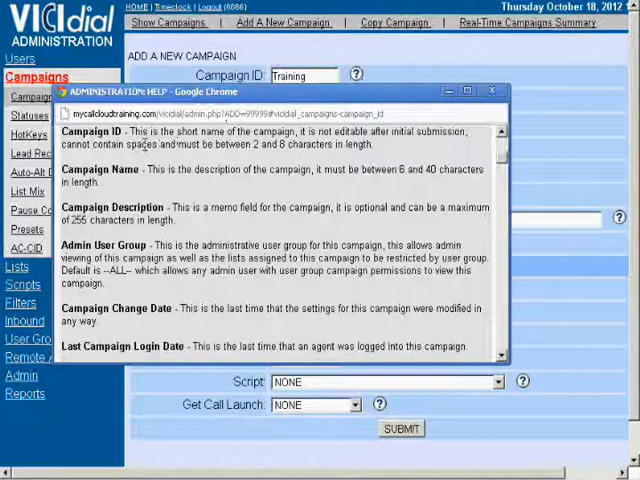 HOME | Timeclock | Logout (6666)
Thursday October 18, 2012
VICIdial
ADMINISTRATION
Show Campaigns
Add A New Campaign
Copy Campaign
Real-Time Campaigns Summary
Users
Campaigns
Campaign
Statuses
HotKeys
Lead Rec
Auto-Alt D
List Mix
Pause Co
Presets
AC-CID
Lists
Scripts
Filters
Inbound
User Gro
Remote
Admin
Reports
ADD A NEW CAMPAIGN
Campaign ID: Training
ADMINISTRATION: HELP - Google Chrome
mycallcloudtraining.com/vicidial/admin.php?ADD=99999#vicidial_campaigns-campaign_id
Campaign ID - This is the short name of the campaign, it is not editable after initial submission,
cannot contain spaces and must be between 2 and 8 characters in length.
Campaign Name - This is the description of the campaign, it must be between 6 and 40 characters
in length.
Campaign Description - This is a memo field for the campaign, it is optional and can be a maximum
of 255 characters in length.
Admin User Group - This is the administrative user group for this campaign, this allows admin
viewing of this campaign as well as the lists assigned to this campaign to be restricted by user group.
Default is --ALL-- which allows any admin user with user group campaign permissions to view this
campaign.
Campaign Change Date - This is the last time that the settings for this campaign were modified in
any way.
Last Campaign Login Date - This is the last time that an agent was logged into this campaign.
Script: NONE
Get Call Launch: NONE
SUBMIT